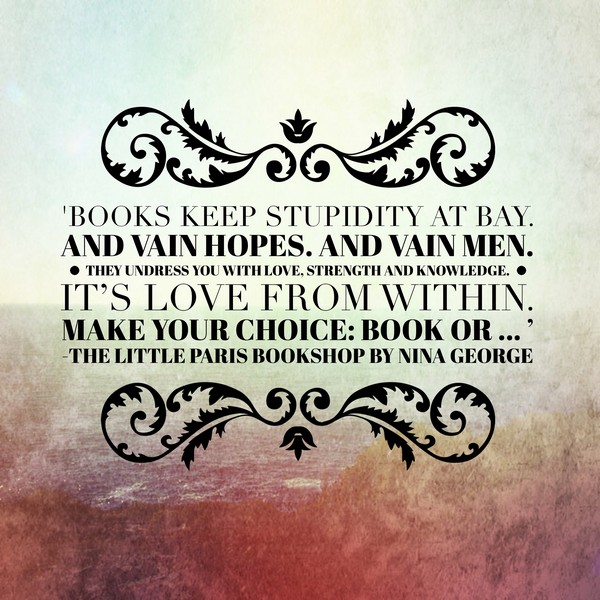 'BOOKS KEEP STUPIDITY AT BAY.
AND VAIN HOPES. AND VAIN MEN.
● THEY UNDRESS YOU WITH LOVE, STRENGTH AND KNOWLEDGE. ●
IT'S LOVE FROM WITHIN.
MAKE YOUR CHOICE: BOOK OR ... '
-THE LITTLE PARIS BOOKSHOP BY NINA GEORGE